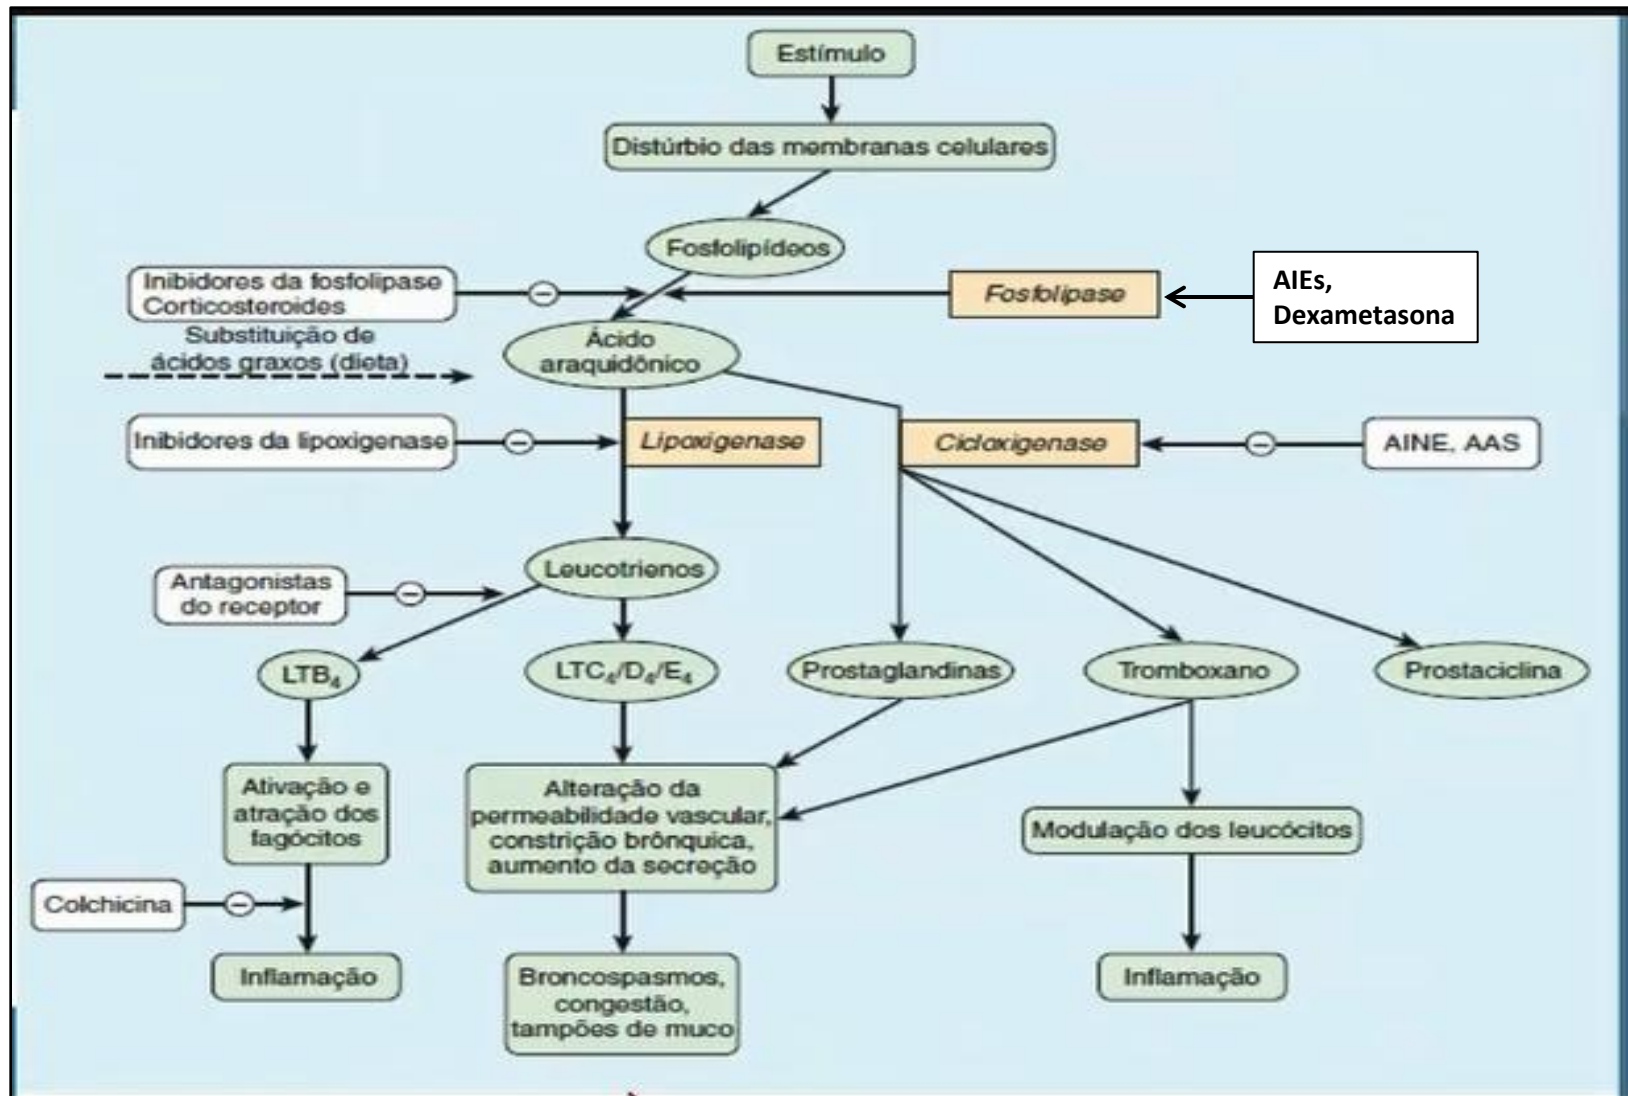 Estímulo
Distúrbio das membranas celulares
Fosfolipídeos
Inibidores da fosfolipase
Corticosteroides
Fosfolipase
AIEs,
Dexametasona
Substituição de
ácidos graxos (dieta)
Ácido
araquidônico
Inibidores da lipoxigenase
Lipoxigenase
Cicloxigenase
AINE, AAS
Leucotrienos
Antagonistas
do receptor
LTB₄
LTC₄/D₄/E₄
Prostaglandinas
Tromboxano
Prostaciclina
Ativação e
atração dos
fagócitos
Alteração da
permeabilidade vascular,
constrição brônquica,
aumento da secreção
Modulação dos leucócitos
Colchicina
Inflamação
Broncospasmos,
congestão,
tampões de muco
Inflamação